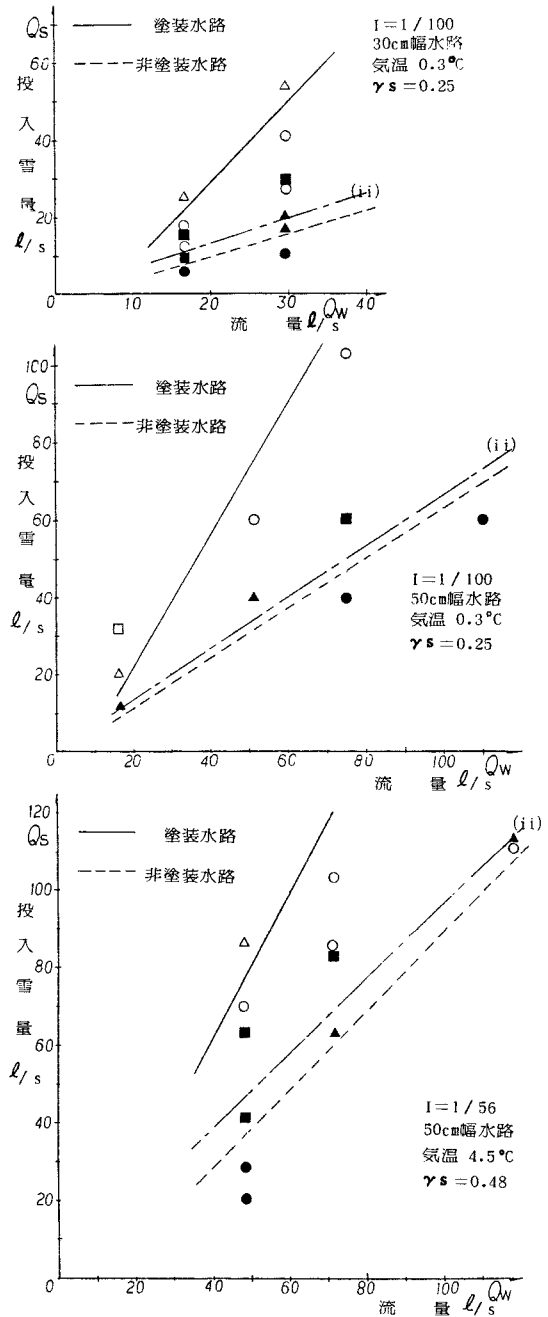 Qs
塗装水路
非塗装水路
I=1/100
30cm幅水路
気温 0.3°C
γs=0.25
投入雪量
ℓ/s
60
40
20
0
(ii)
0 10 20 30 40
流 量 ℓ/s Qw
100
Qs
塗装水路
非塗装水路
投入雪量
80
60
40
ℓ/s
20
0
(ii)
I=1/100
50cm幅水路
気温 0.3°C
γs=0.25
0 20 40 60 80 100
流 量 ℓ/s Qw
120
Qs
塗装水路
非塗装水路
(ii)
100
投入雪量
80
60
ℓ/s
40
20
0
I=1/56
50cm幅水路
気温 4.5°C
γs=0.48
0 20 40 60 80 100
流 量 ℓ/s Qw